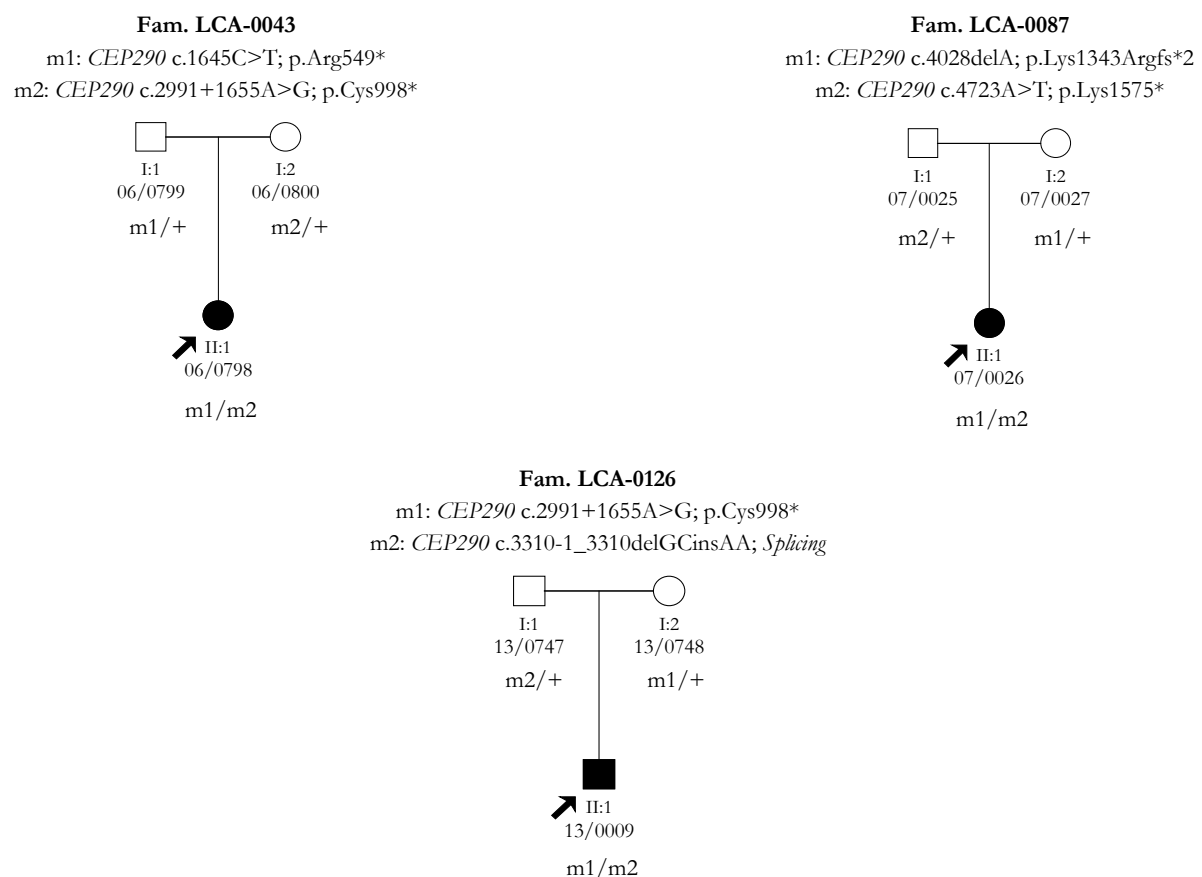 Fam. LCA-0043
m1: CEP290 c.1645C>T; p.Arg549*
m2: CEP290 c.2991+1655A>G; p.Cys998*
I:1 I:2
06/0799 06/0800
m1/+ m2/+
II:1
06/0798
m1/m2
Fam. LCA-0087
m1: CEP290 c.4028delA; p.Lys1343Argfs*2
m2: CEP290 c.4723A>T; p.Lys1575*
I:1 I:2
07/0025 07/0027
m2/+ m1/+
II:1
07/0026
m1/m2
Fam. LCA-0126
m1: CEP290 c.2991+1655A>G; p.Cys998*
m2: CEP290 c.3310-1_3310delGCinsAA; Splicing
I:1 I:2
13/0747 13/0748
m2/+ m1/+
II:1
13/0009
m1/m2